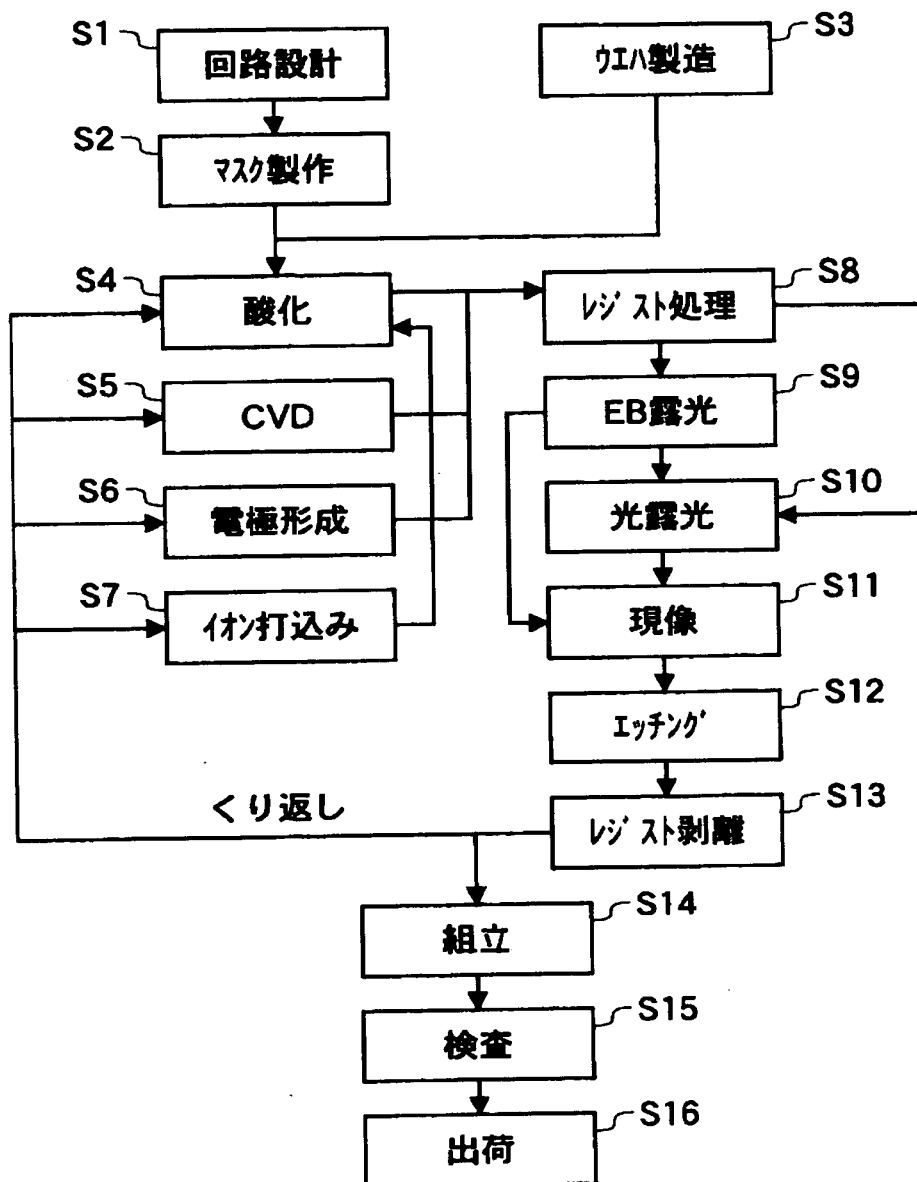 S1
回路設計
S3
ウエハ製造
S2
マスク製作
S4
酸化
S8
レジスト処理
S5
CVD
S9
EB露光
S6
電極形成
S10
光露光
S7
イオン打込み
S11
現像
S12
エッチング
くり返し
S13
レジスト剥離
S14
組立
S15
検査
S16
出荷